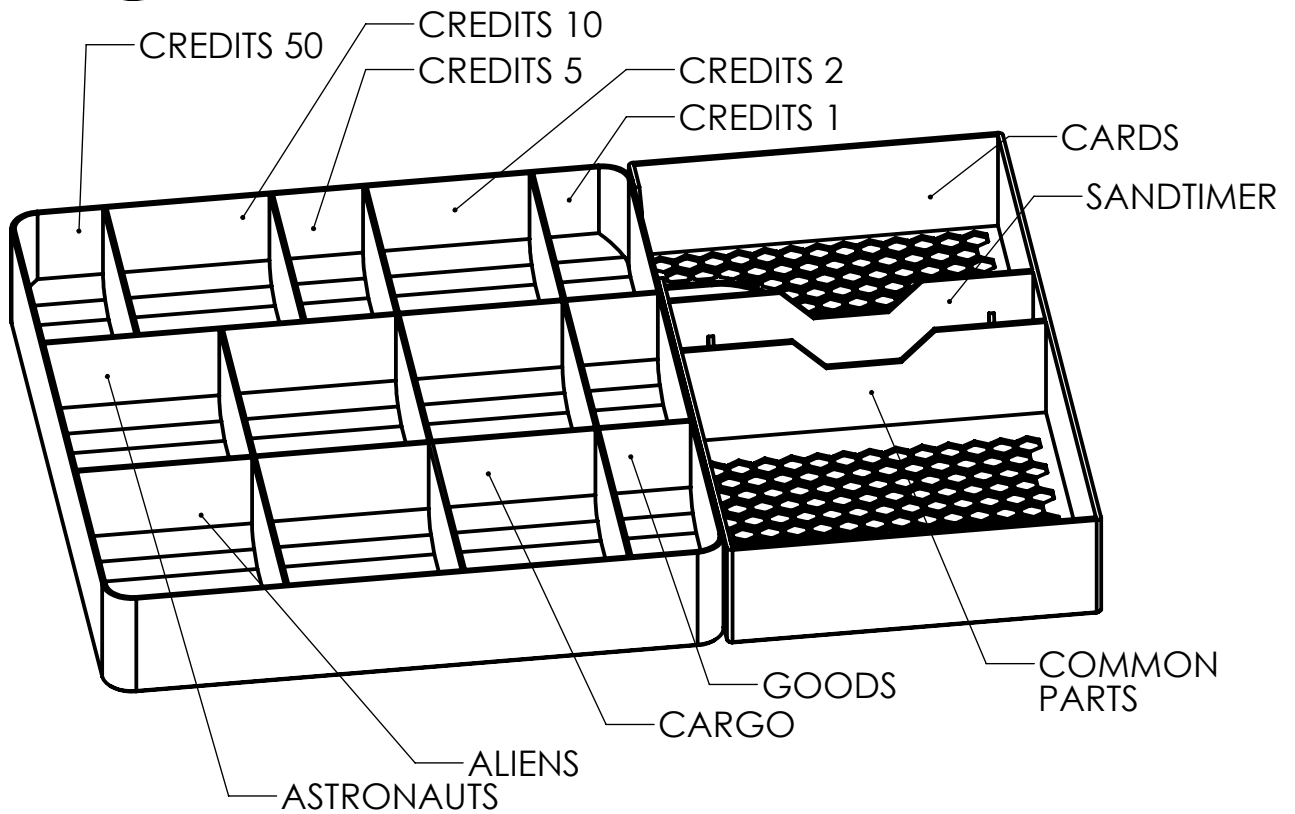 CREDITS 50
CREDITS 10
CREDITS 5
CREDITS 2
CREDITS 1
CARDS
SANDTIMER
COMMON
PARTS
GOODS
CARGO
ALIENS
ASTRONAUTS